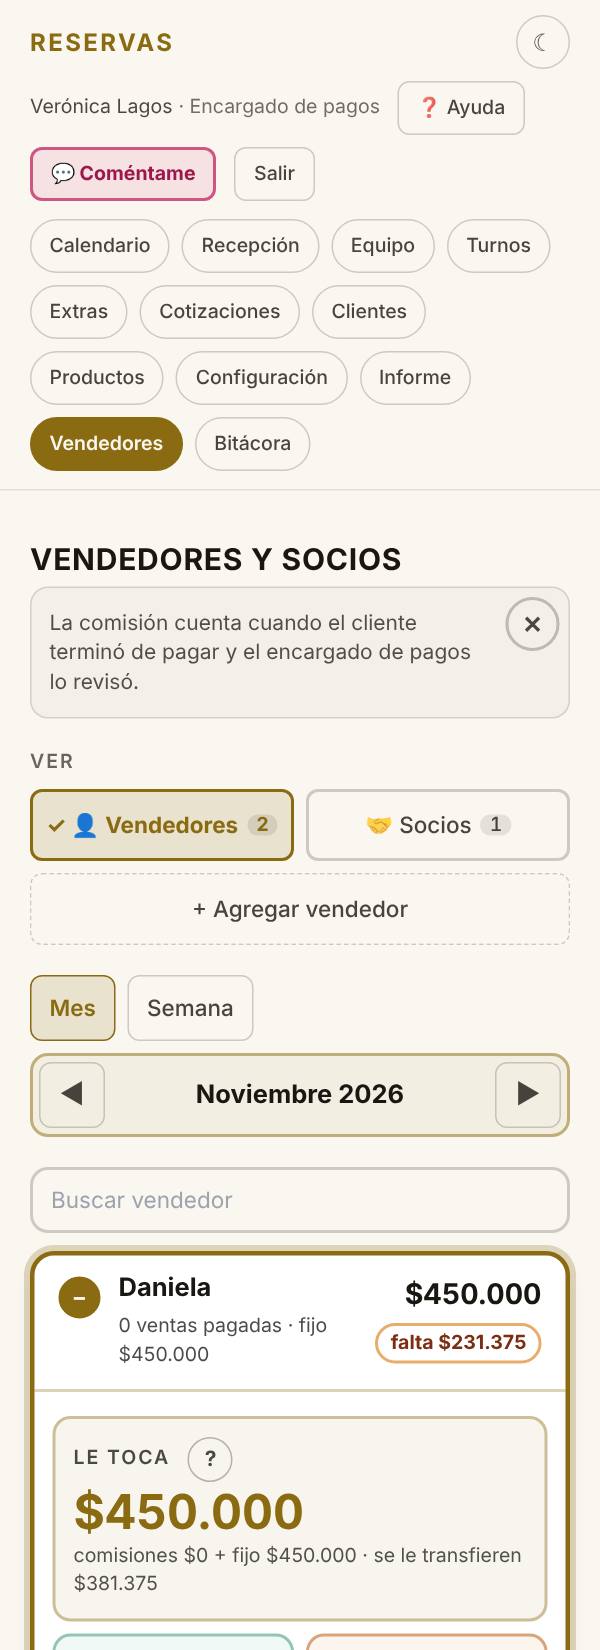 RESERVAS
☾
Verónica Lagos · Encargado de pagos
❓ Ayuda
💬 Coméntame
Salir
Calendario
Recepción
Equipo
Turnos
Extras
Cotizaciones
Clientes
Productos
Configuración
Informe
Vendedores
Bitácora
VENDEDORES Y SOCIOS
La comisión cuenta cuando el cliente
terminó de pagar y el encargado de pagos
lo revisó.
✕
VER
✓ 👤 Vendedores 2
🤝 Socios 1
+ Agregar vendedor
Mes
Semana
◀
Noviembre 2026
▶
Buscar vendedor
–
Daniela
$450.000
0 ventas pagadas · fijo
$450.000
falta $231.375
LE TOCA
?
$450.000
comisiones $0 + fijo $450.000 · se le transfieren
$381.375